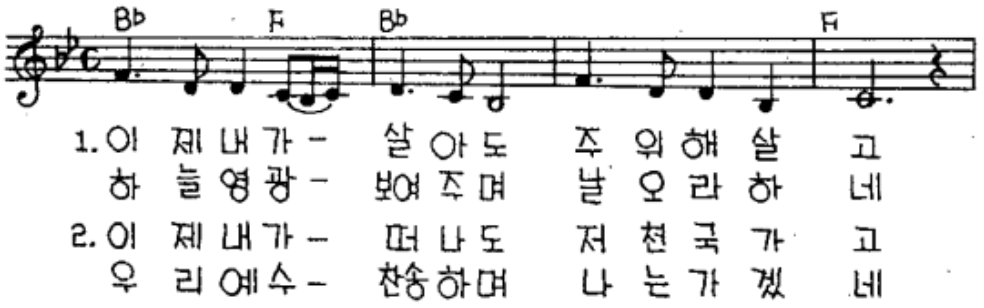 Bb F Bb F
1. 이 제 내 가 - 살 아 도 주 위 해 살 고
하 늘 영 광 - 보여 주 며 날 오 라 하 네
2. 이 제 내 가 - 떠 나 도 저 천 국 가 고
우 리 예 수 - 찬송 하 며 나 는 가 겠 네